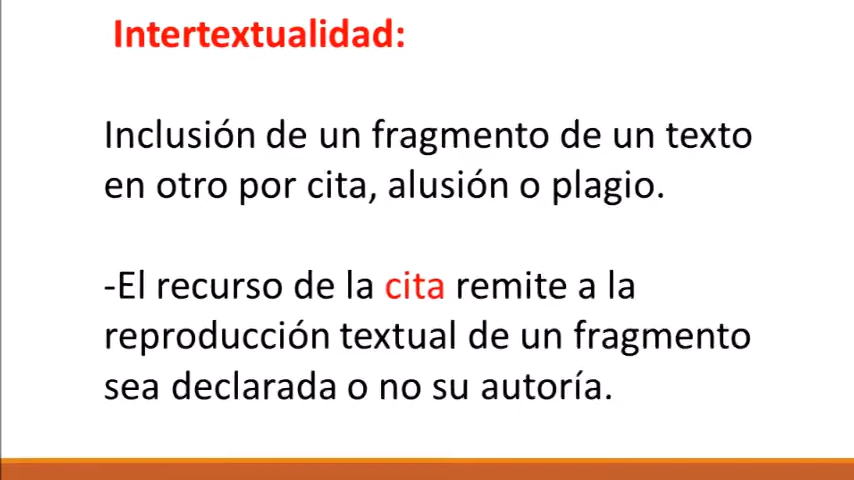 Intertextualidad:
Inclusión de un fragmento de un texto
en otro por cita, alusión o plagio.
-El recurso de la cita remite a la
reproducción textual de un fragmento
sea declarada o no su autoría.